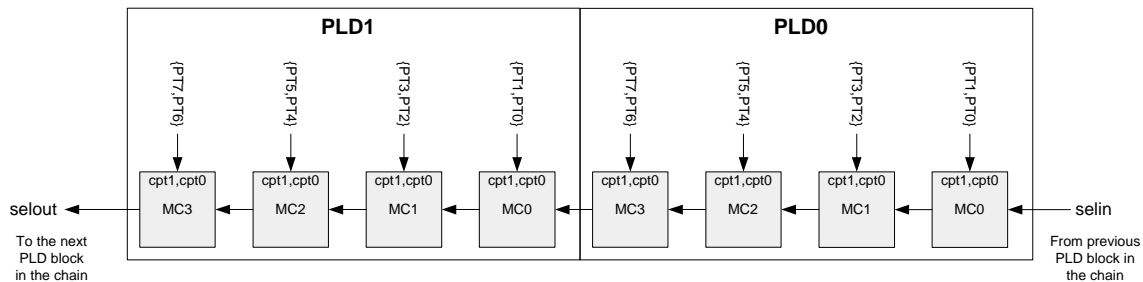 PLD1
PLD0
{PT7,PT6}
{PT5,PT4}
{PT3,PT2}
{PT1,PT0}
{PT7,PT6}
{PT5,PT4}
{PT3,PT2}
{PT1,PT0}
cpt1,cpt0
cpt1,cpt0
cpt1,cpt0
cpt1,cpt0
cpt1,cpt0
cpt1,cpt0
cpt1,cpt0
cpt1,cpt0
selout
MC3
MC2
MC1
MC0
MC3
MC2
MC1
MC0
selin
To the next
PLD block
in the chain
From previous
PLD block in
the chain